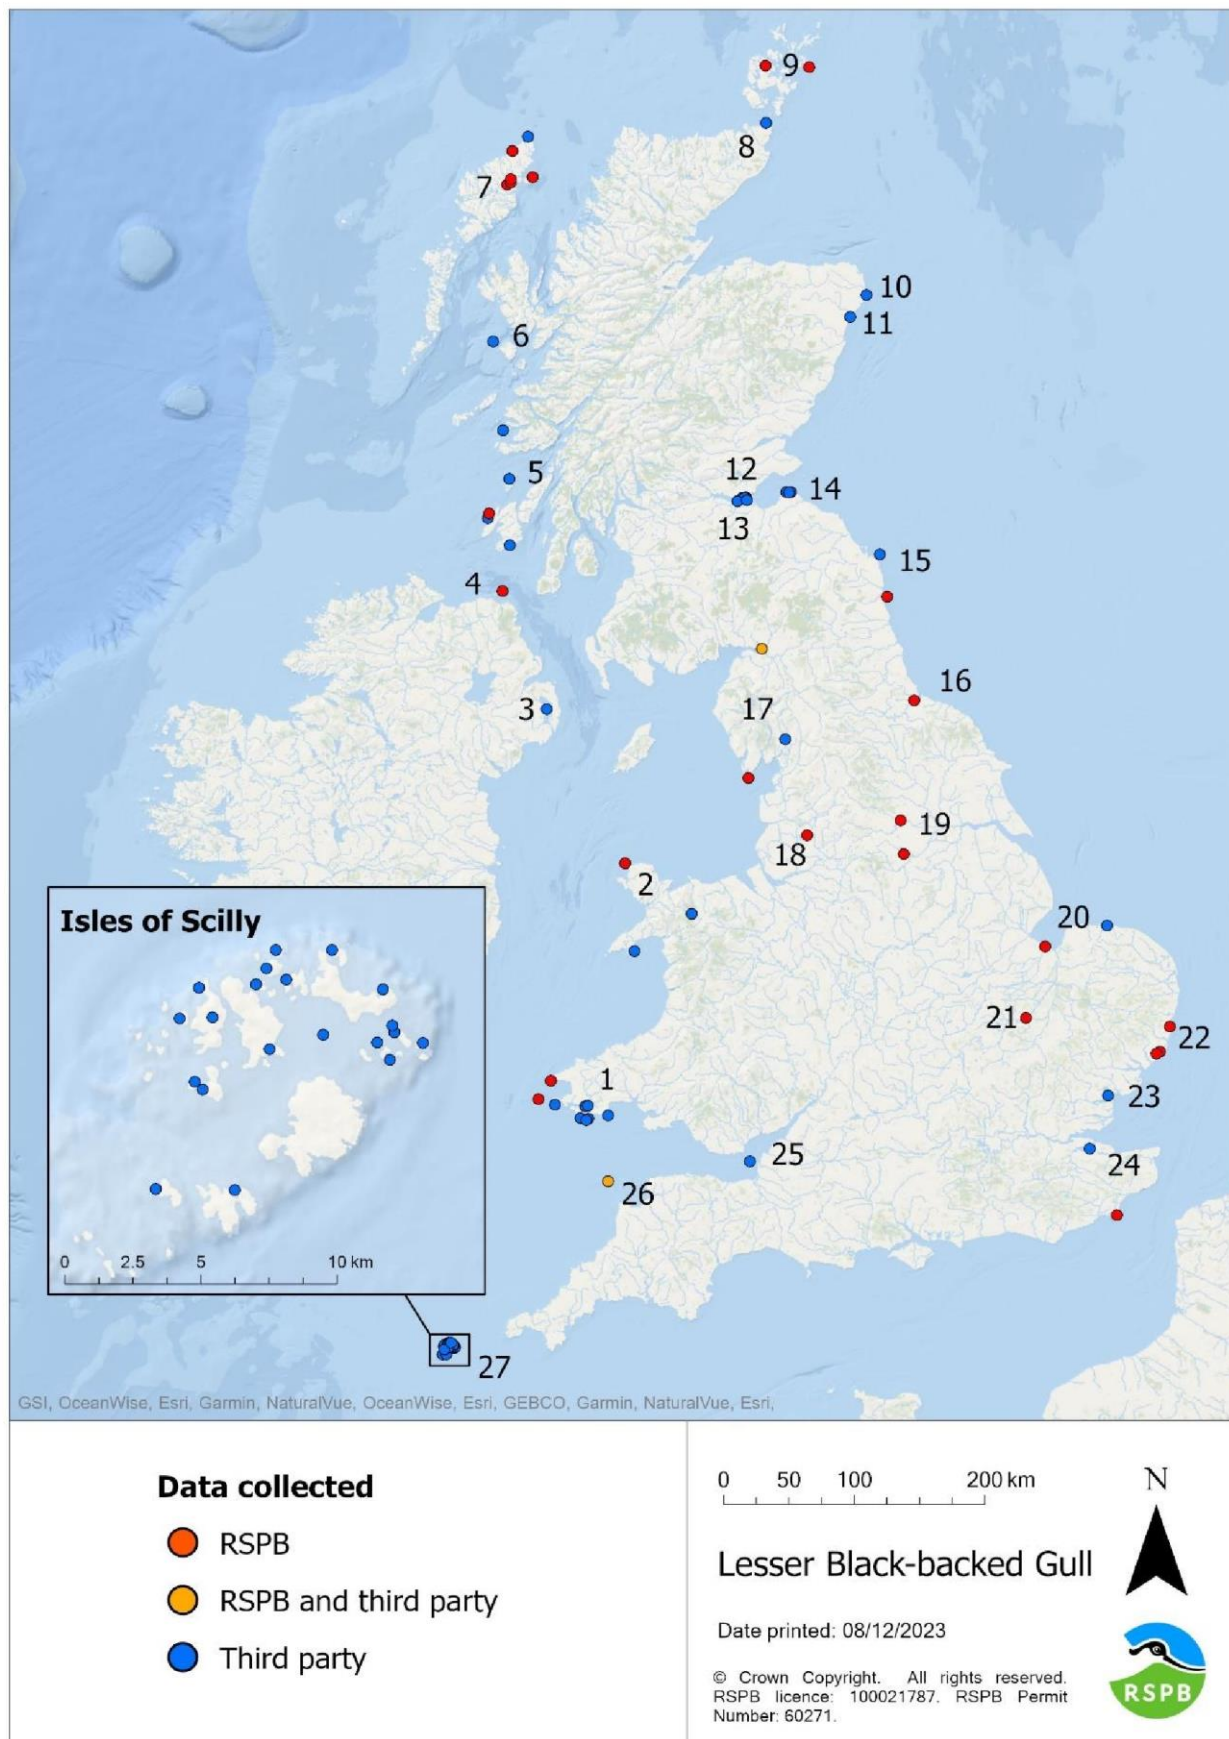 9
8
7
10
6
11
12
5
14
13
15
4
16
3
17
19
18
2
20
Isles of Scilly
21
22
1
23
25
24
26
0 2.5 5 10 km
27
GSI, OceanWise, Esri, Garmin, NaturalVue, OceanWise, Esri, GEBCO, Garmin, NaturalVue, Esri,
Data collected
RSPB
RSPB and third party
Third party
0 50 100 200 km
N
Lesser Black-backed Gull
Date printed: 08/12/2023
© Crown Copyright. All rights reserved.
RSPB licence: 100021787. RSPB Permit
Number: 60271.
RSPB